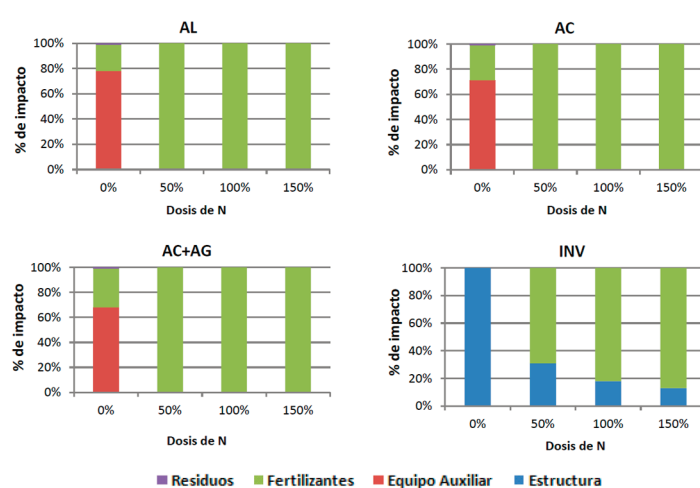 AL
% de impacto
100%
80%
60%
40%
20%
0%
0% 50% 100% 150%
Dosis de N
AC
% de impacto
100%
80%
60%
40%
20%
0%
0% 50% 100% 150%
Dosis de N
AC+AG
% de impacto
100%
80%
60%
40%
20%
0%
0% 50% 100% 150%
Dosis de N
INV
% de impacto
100%
80%
60%
40%
20%
0%
0% 50% 100% 150%
Dosis de N
Residuos Fertilizantes Equipo Auxiliar Estructura